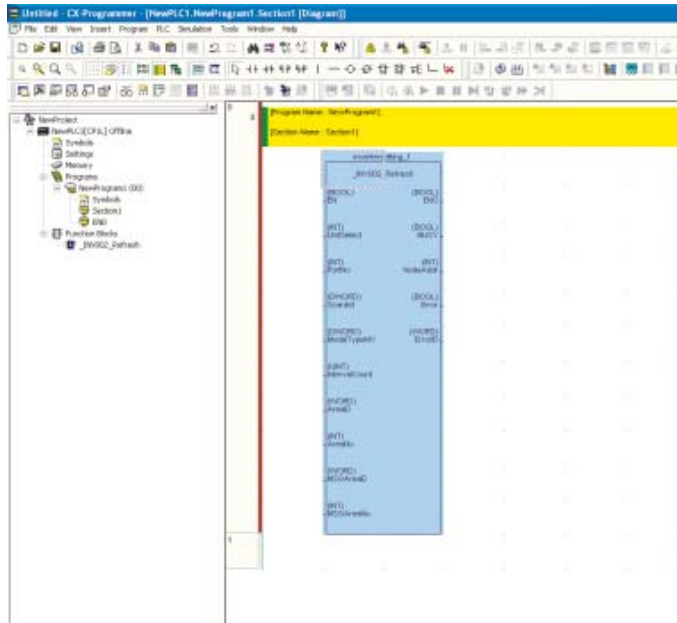 Untitled - CX-Programmer - [NewPLC1.NewProgram1.Section1 [Diagram]]
File Edit View Insert Program PLC Simulation Tools Window Help
NewProject
NewPLC1[CP1L] Offline
Symbols
Settings
Memory
Programs
NewProgram1 (00)
Symbols
Section1
END
Function Blocks
_INV002_Refresh
0
0
[Program Name : NewProgram1]
[Section Name : Section1]
_INV002_Refresh
(BOOL)
EN
(BOOL)
ENO
(INT)
UnitSelect
(BOOL)
BUSY
(INT)
PortNo
(INT)
NodeAddr
(DWORD)
(BOOL)
Error
(DWORD)
(WORD)
ErrorID
(UINT)
IntervalCount
(WORD)
AreaID
(INT)
AreaNo
(WORD)
MSGAreaID
(INT)
MSGAreaNo
1